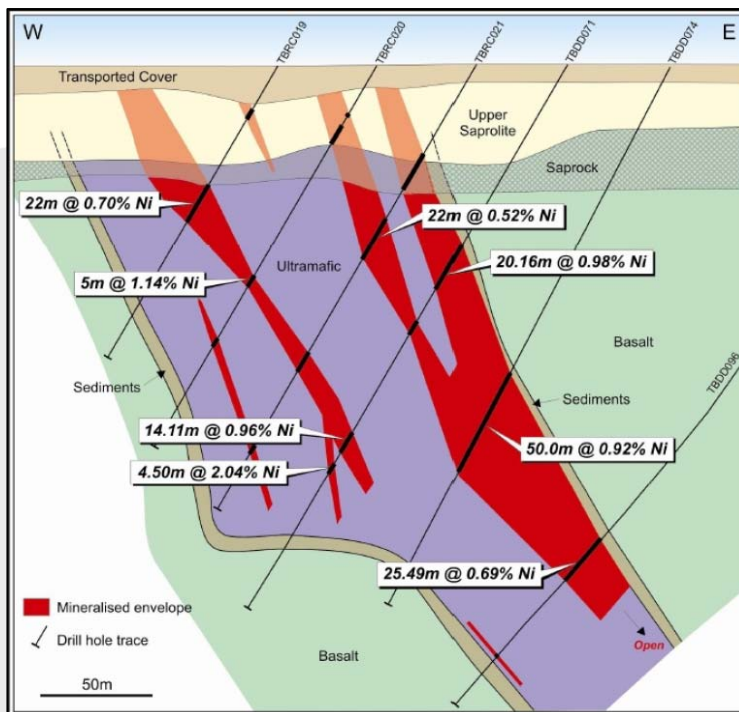 W
E
TBRC019
TBRC020
TBRC021
TBDD071
TBDD074
Transported Cover
Upper
Saprolite
Saprock
22m @ 0.70% Ni
22m @ 0.52% Ni
20.16m @ 0.98% Ni
5m @ 1.14% Ni
Ultramafic
Basalt
TBDD096
Sediments
Sediments
14.11m @ 0.96% Ni
50.0m @ 0.92% Ni
4.50m @ 2.04% Ni
25.49m @ 0.69% Ni
Mineralised envelope
Drill hole trace
Open
Basalt
50m